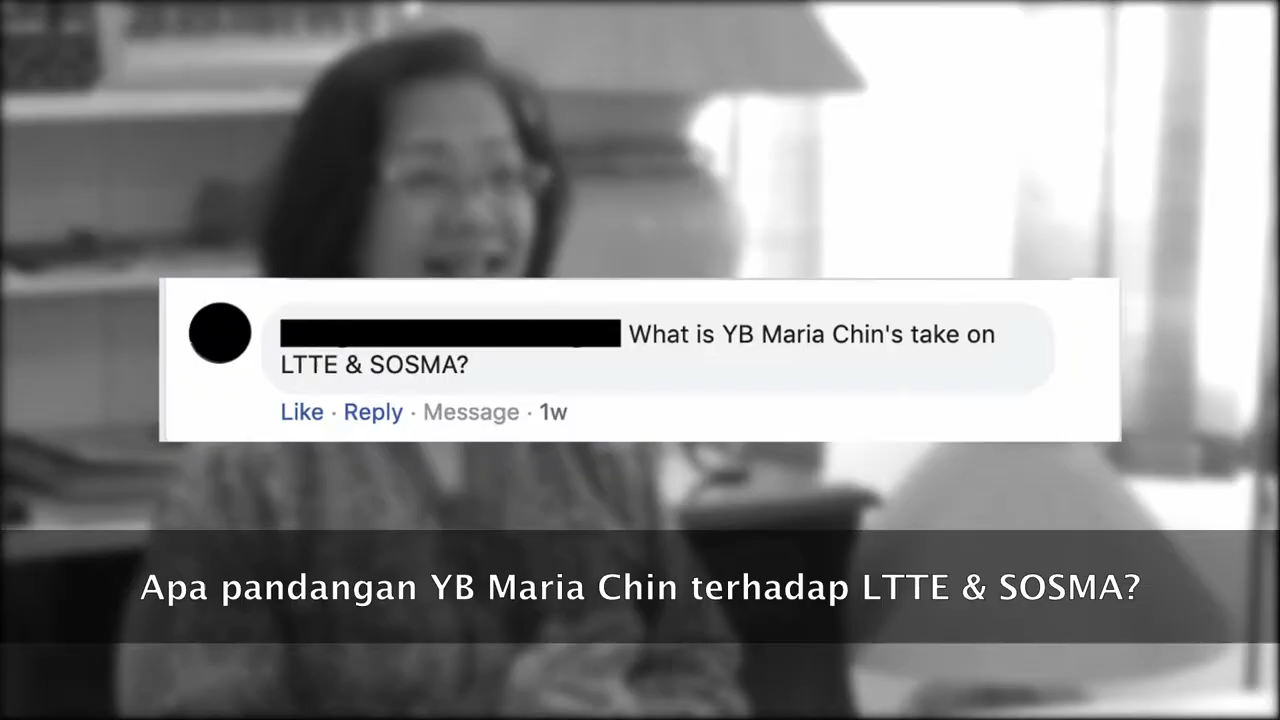 What is YB Maria Chin's take on
LTTE & SOSMA?
Like · Reply · Message · 1w
Apa pandangan YB Maria Chin terhadap LTTE & SOSMA?